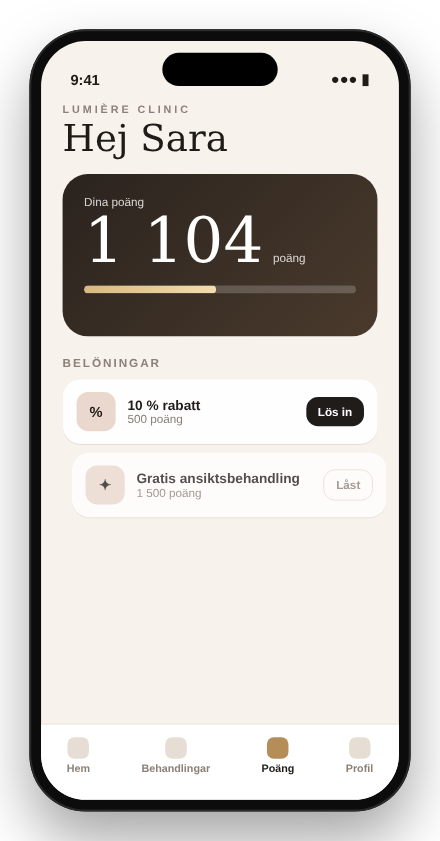 9:41
LUMIÈRE CLINIC
Hej Sara
Dina poäng
1 104 poäng
BELÖNINGAR
%
10 % rabatt
500 poäng
Lös in
Gratis ansiktsbehandling
1 500 poäng
Låst
Hem
Behandlingar
Poäng
Profil